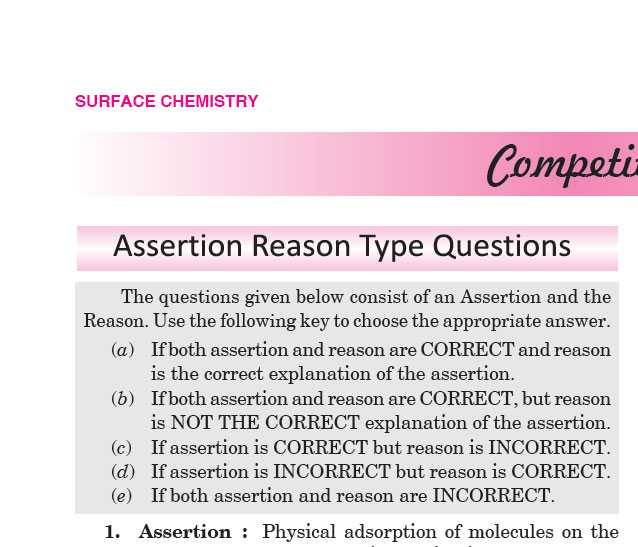 SURFACE CHEMISTRY
Assertion Reason Type Questions
The questions given below consist of an Assertion and the
Reason. Use the following key to choose the appropriate answer.
(a) If both assertion and reason are CORRECT and reason
is the correct explanation of the assertion.
(b) If both assertion and reason are CORRECT, but reason
is NOT THE CORRECT explanation of the assertion.
(c) If assertion is CORRECT but reason is INCORRECT.
(d) If assertion is INCORRECT but reason is CORRECT.
(e) If both assertion and reason are INCORRECT.
1. Assertion : Physical adsorption of molecules on the